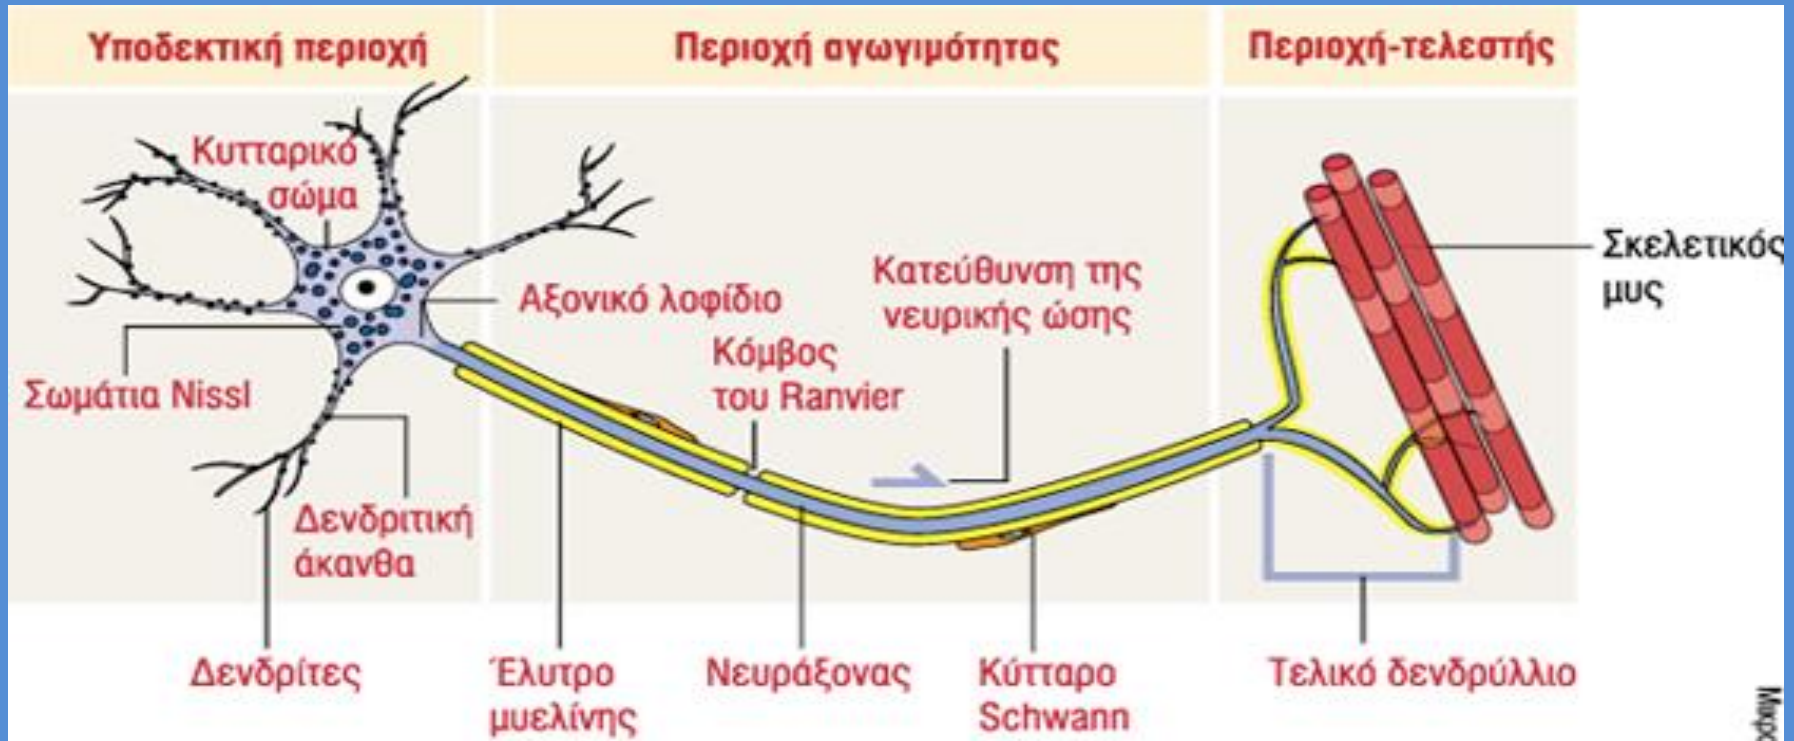 Υποδεκτική περιοχή
Περιοχή αγωγιμότητας
Περιοχή-τελεστής
Κυτταρικό
σώμα
Αξονικό λοφίδιο
Κατεύθυνση της
νευρικής ώσης
Σκελετικός
μυς
Κόμβος
του Ranvier
Σωμάτια Nissl
Δενδριτική
άκανθα
Δενδρίτες
Έλυτρο
μυελίνης
Νευράξονας
Κύτταρο
Schwann
Τελικό δενδρύλλιο